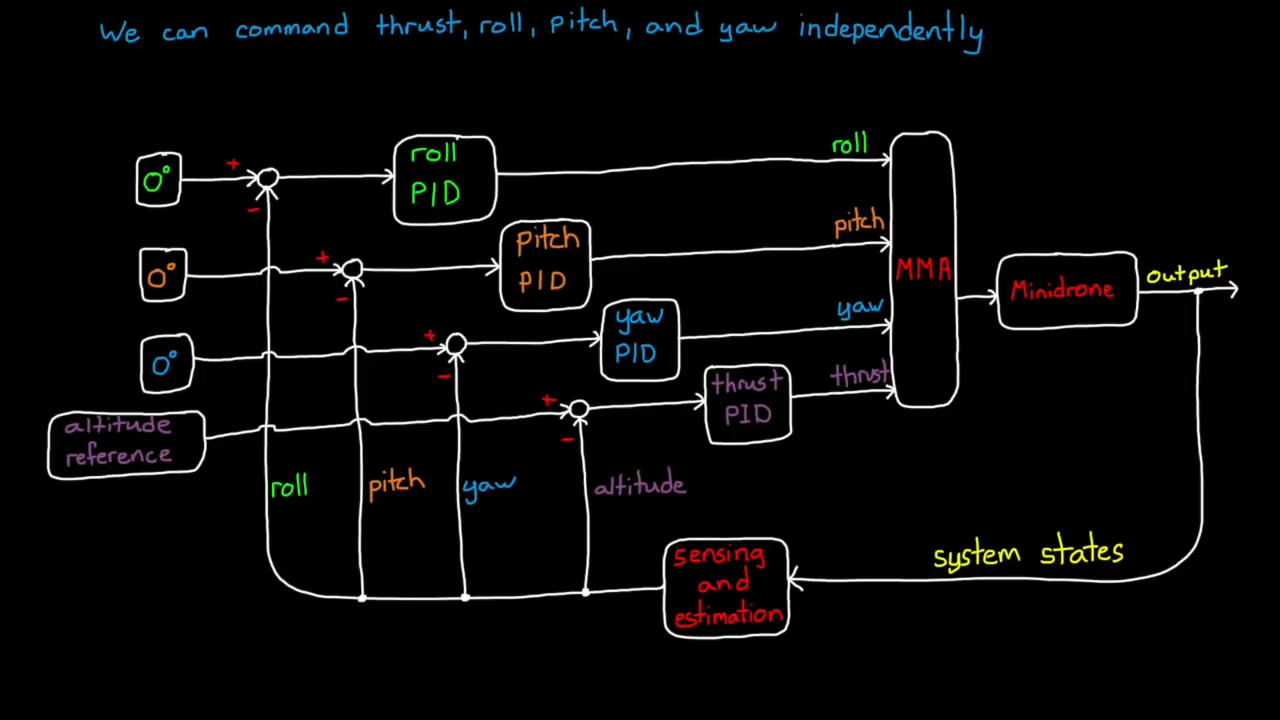 We can command thrust, roll, pitch, and yaw independently
+
0°
-
roll
PID
roll
+
0°
-
pitch
PID
pitch
MMA
Minidrone
output
+
0°
-
yaw
PID
yaw
+
altitude
reference
-
thrust
PID
thrust
roll
pitch
yaw
altitude
sensing
and
estimation
system states